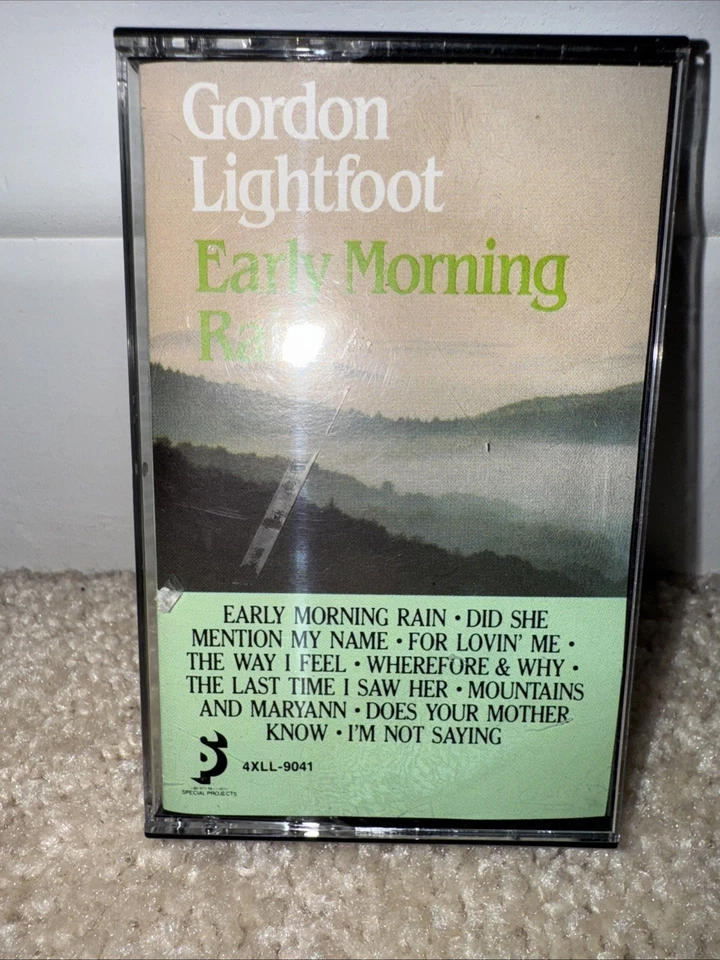 Gordon
Lightfoot
Early Morning
Rain
EARLY MORNING RAIN • DID SHE
MENTION MY NAME • FOR LOVIN' ME •
THE WAY I FEEL • WHEREFORE & WHY •
THE LAST TIME I SAW HER • MOUNTAINS
AND MARYANN • DOES YOUR MOTHER
KNOW • I'M NOT SAYING
4XLL-9041
SPECIAL PROJECTS